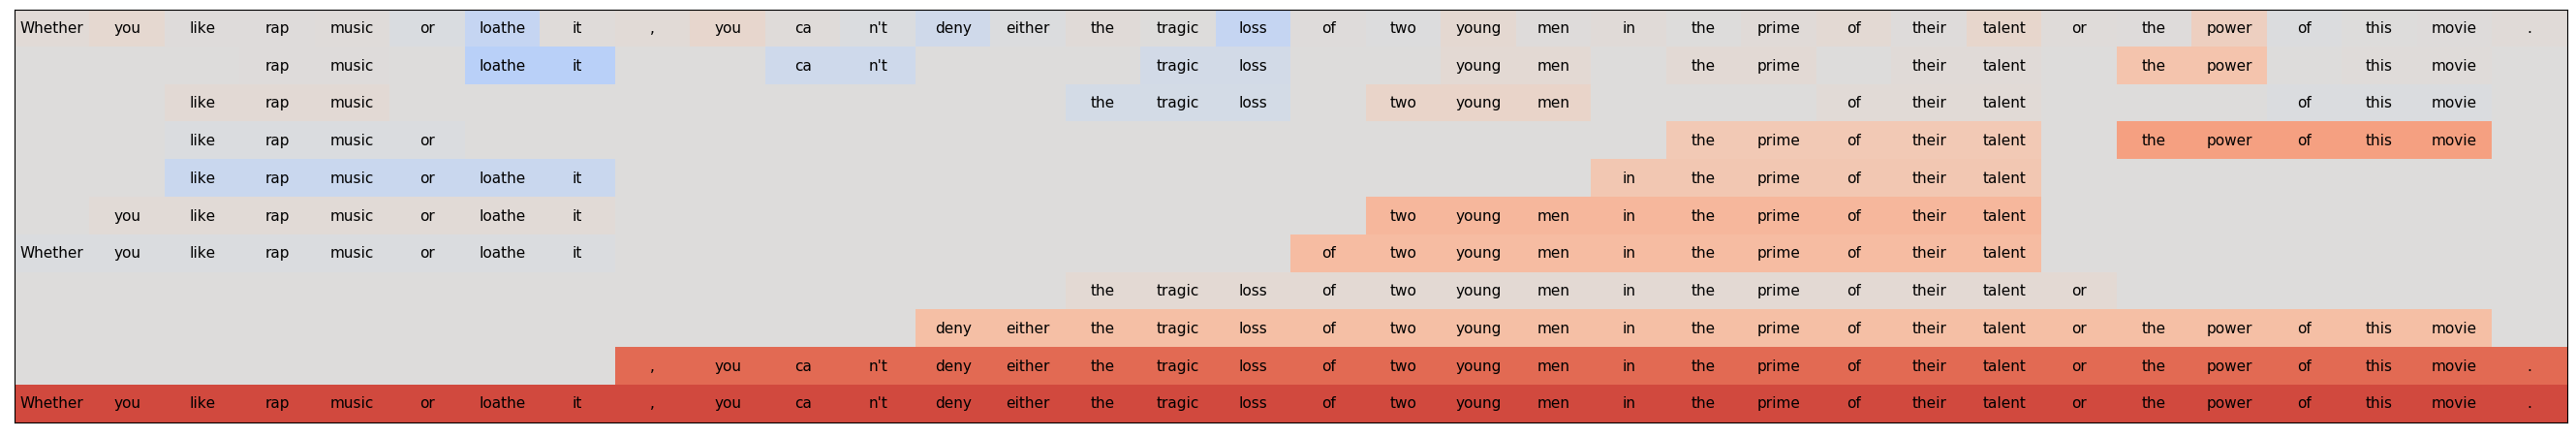 Whether you like rap music or loathe it , you ca n't deny either the tragic loss of two young men in the prime of their talent or the power of this movie .
rap music loathe it ca n't tragic loss young men the prime their talent the power this movie
like rap music the tragic loss two young men of their talent of this movie
like rap music or the prime of their talent the power of this movie
like rap music or loathe it in the prime of their talent
you like rap music or loathe it two young men in the prime of their talent
Whether you like rap music or loathe it of two young men in the prime of their talent
the tragic loss of two young men in the prime of their talent or
deny either the tragic loss of two young men in the prime of their talent or the power of this movie
, you ca n't deny either the tragic loss of two young men in the prime of their talent or the power of this movie .
Whether you like rap music or loathe it , you ca n't deny either the tragic loss of two young men in the prime of their talent or the power of this movie .